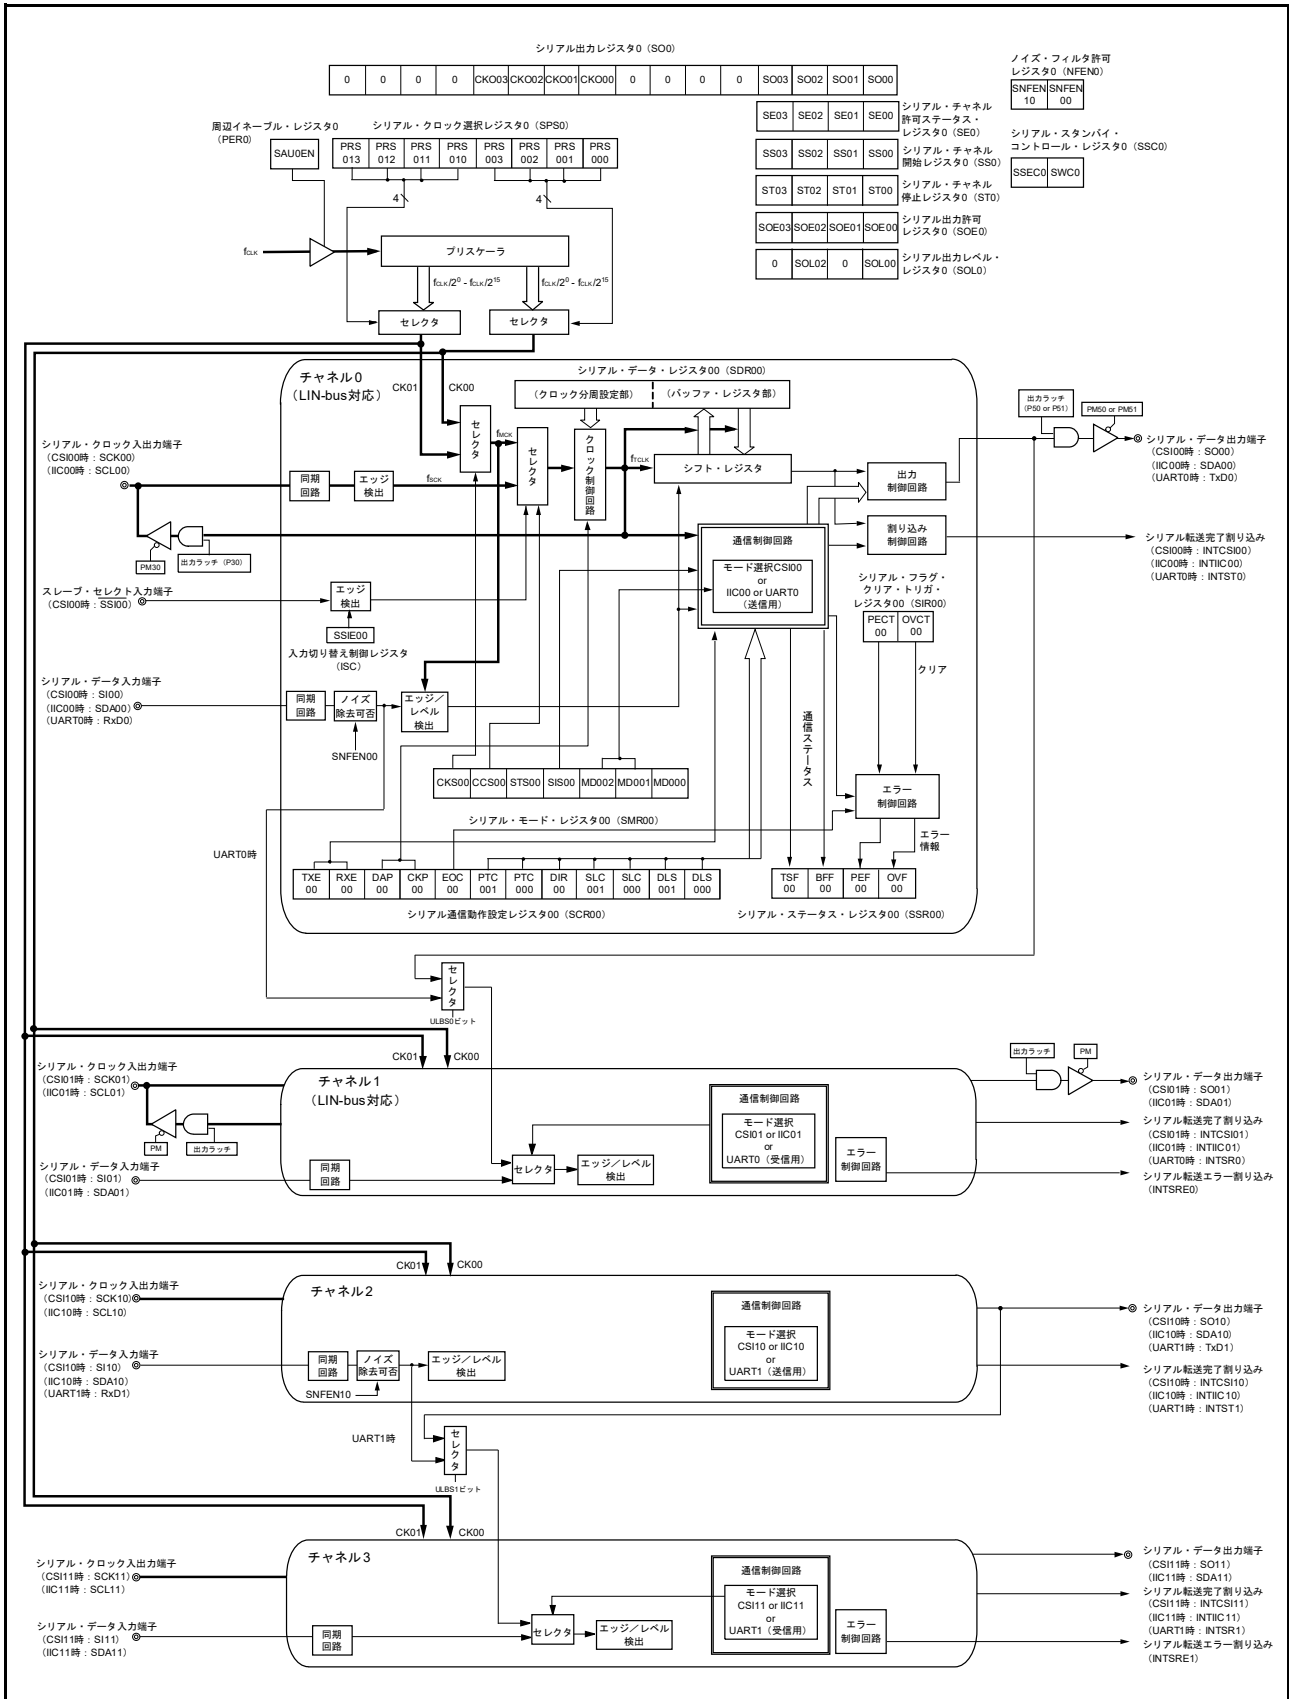 シリアル出力レジスタ0（SO0）
0 0 0 0 CKO03 CKO02 CKO01 CKO00 0 0 0 0 SO03 SO02 SO01 SO00
ノイズ・フィルタ許可
レジスタ0（NFEN0）
SNFEN SNFEN
10 00
SE03 SE02 SE01 SE00
シリアル・チャネル
許可ステータス・
レジスタ0（SE0）
シリアル・スタンバイ・
コントロール・レジスタ0（SSC0）
SSEC0 SWC0
SS03 SS02 SS01 SS00
シリアル・チャネル
開始レジスタ0（SS0）
ST03 ST02 ST01 ST00
シリアル・チャネル
停止レジスタ0（ST0）
SOE03 SOE02 SOE01 SOE00
シリアル出力許可
レジスタ0（SOE0）
0 SOL02 0 SOL00
シリアル出力レベル・
レジスタ0（SOL0）
周辺イネーブル・レジスタ0
（PER0）
SAU0EN
シリアル・クロック選択レジスタ0（SPS0）
PRS PRS PRS PRS PRS PRS PRS PRS
013 012 011 010 003 002 001 000
4
4
fCLK
プリスケーラ
fCLK/2⁰ - fCLK/2¹⁵
fCLK/2⁰ - fCLK/2¹⁵
セレクタ
セレクタ
チャネル0
（LIN-bus対応）
CK01
CK00
シリアル・データ・レジスタ00（SDR00）
（クロック分周設定部）
（バッファ・レジスタ部）
セレクタ
fMCK
セレクタ
クロック制御回路
fTCLK
シフト・レジスタ
出力
制御回路
割り込み
制御回路
出力ラッチ
（P50 or P51）
PM50 or PM51
シリアル・データ出力端子
（CSI00時：SO00）
（IIC00時：SDA00）
（UART0時：TxD0）
シリアル転送完了割り込み
（CSI00時：INTCSI00）
（IIC00時：INTIIC00）
（UART0時：INTST0）
シリアル・クロック入出力端子
（CSI00時：SCK00）
（IIC00時：SCL00）
同期
回路
エッジ
検出
fSCK
PM30
出力ラッチ（P30）
スレーブ・セレクト入力端子
（CSI00時：SSI00）
エッジ
検出
SSIE00
入力切り替え制御レジスタ
（ISC）
通信制御回路
モード選択CSI00
or
IIC00 or UART0
（送信用）
シリアル・フラグ・
クリア・トリガ・
レジスタ00（SIR00）
PECT OVCT
00 00
クリア
シリアル・データ入力端子
（CSI00時：SI00）
（IIC00時：SDA00）
（UART0時：RxD0）
同期
回路
ノイズ
除去可否
エッジ／
レベル
検出
SNFEN00
通信ステータス
CKS00 CCS00 STS00 SIS00 MD002 MD001 MD000
シリアル・モード・レジスタ00（SMR00）
エラー
制御回路
エラー
情報
UART0時
TXE RXE DAP CKP EOC PTC PTC DIR SLC SLC DLS DLS
00 00 00 00 00 001 000 00 001 000 001 000
シリアル通信動作設定レジスタ00（SCR00）
TSF BFF PEF OVF
00 00 00 00
シリアル・ステータス・レジスタ00（SSR00）
セレクタ
ULBS0ビット
CK01
CK00
シリアル・クロック入出力端子
（CSI01時：SCK01）
（IIC01時：SCL01）
チャネル1
（LIN-bus対応）
PM
出力ラッチ
シリアル・データ入力端子
（CSI01時：SI01）
（IIC01時：SDA01）
同期
回路
セレクタ
エッジ／レベル
検出
通信制御回路
モード選択
CSI01 or IIC01
or
UART0（受信用）
エラー
制御回路
出力ラッチ
PM
シリアル・データ出力端子
（CSI01時：SO01）
（IIC01時：SDA01）
シリアル転送完了割り込み
（CSI01時：INTCSI01）
（IIC01時：INTIIC01）
（UART0時：INTSR0）
シリアル転送エラー割り込み
（INTSRE0）
CK01
CK00
シリアル・クロック入出力端子
（CSI10時：SCK10）
（IIC10時：SCL10）
チャネル2
シリアル・データ入力端子
（CSI10時：SI10）
（IIC10時：SDA10）
（UART1時：RxD1）
同期
回路
ノイズ
除去可否
エッジ／レベル
検出
SNFEN10
通信制御回路
モード選択
CSI10 or IIC10
or
UART1（送信用）
シリアル・データ出力端子
（CSI10時：SO10）
（IIC10時：SDA10）
（UART1時：TxD1）
シリアル転送完了割り込み
（CSI10時：INTCSI10）
（IIC10時：INTIIC10）
（UART1時：INTST1）
UART1時
セレクタ
ULBS1ビット
CK01
CK00
シリアル・クロック入出力端子
（CSI11時：SCK11）
（IIC11時：SCL11）
チャネル3
シリアル・データ入力端子
（CSI11時：SI11）
（IIC11時：SDA11）
同期
回路
セレクタ
エッジ／レベル
検出
通信制御回路
モード選択
CSI11 or IIC11
or
UART1（受信用）
エラー
制御回路
シリアル・データ出力端子
（CSI11時：SO11）
（IIC11時：SDA11）
シリアル転送完了割り込み
（CSI11時：INTCSI11）
（IIC11時：INTIIC11）
（UART1時：INTSR1）
シリアル転送エラー割り込み
（INTSRE1）